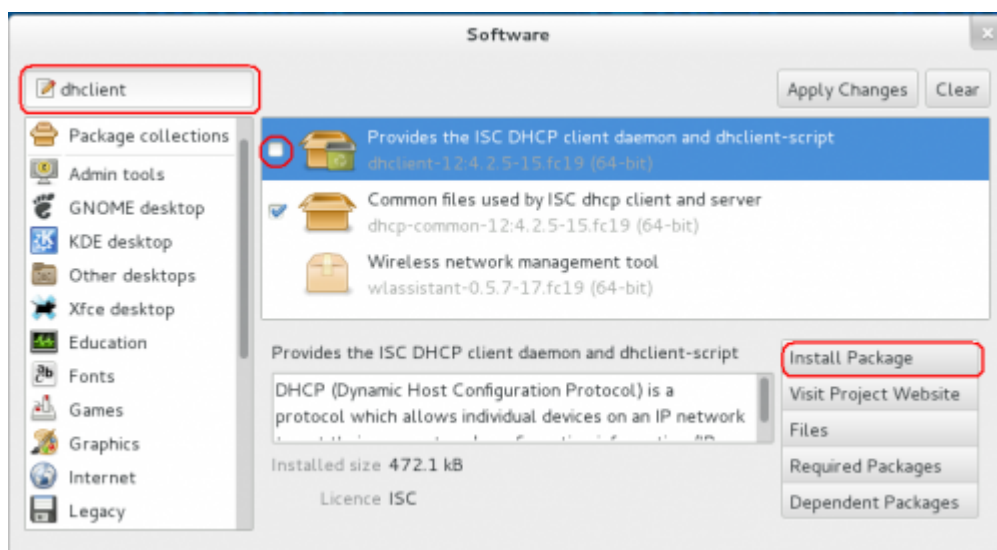 Software
dhclient
Apply Changes
Clear
Package collections
Admin tools
GNOME desktop
KDE desktop
Other desktops
Xfce desktop
Education
Fonts
Games
Graphics
Internet
Legacy
Provides the ISC DHCP client daemon and dhclient-script
dhclient-12:4.2.5-15.fc19 (64-bit)
Common files used by ISC dhcp client and server
dhcp-common-12:4.2.5-15.fc19 (64-bit)
Wireless network management tool
wlassistant-0.5.7-17.fc19 (64-bit)
Provides the ISC DHCP client daemon and dhclient-script
DHCP (Dynamic Host Configuration Protocol) is a
protocol which allows individual devices on an IP network
Installed size 472.1 kB
Licence ISC
Install Package
Visit Project Website
Files
Required Packages
Dependent Packages